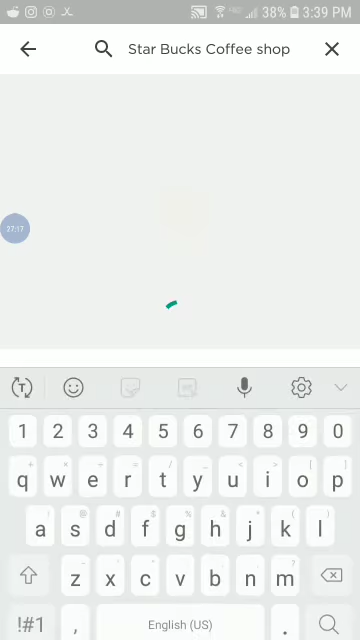 38% 3:39 PM
Star Bucks Coffee shop
27:17
1 2 3 4 5 6 7 8 9 0
+ × ÷ = / _ < > [ ]
q w e r t y u i o p
! @ # $ % ^ & * ( )
a s d f g h j k l
- ' " : ; , ?
z x c v b n m
!#1 , English (US) .